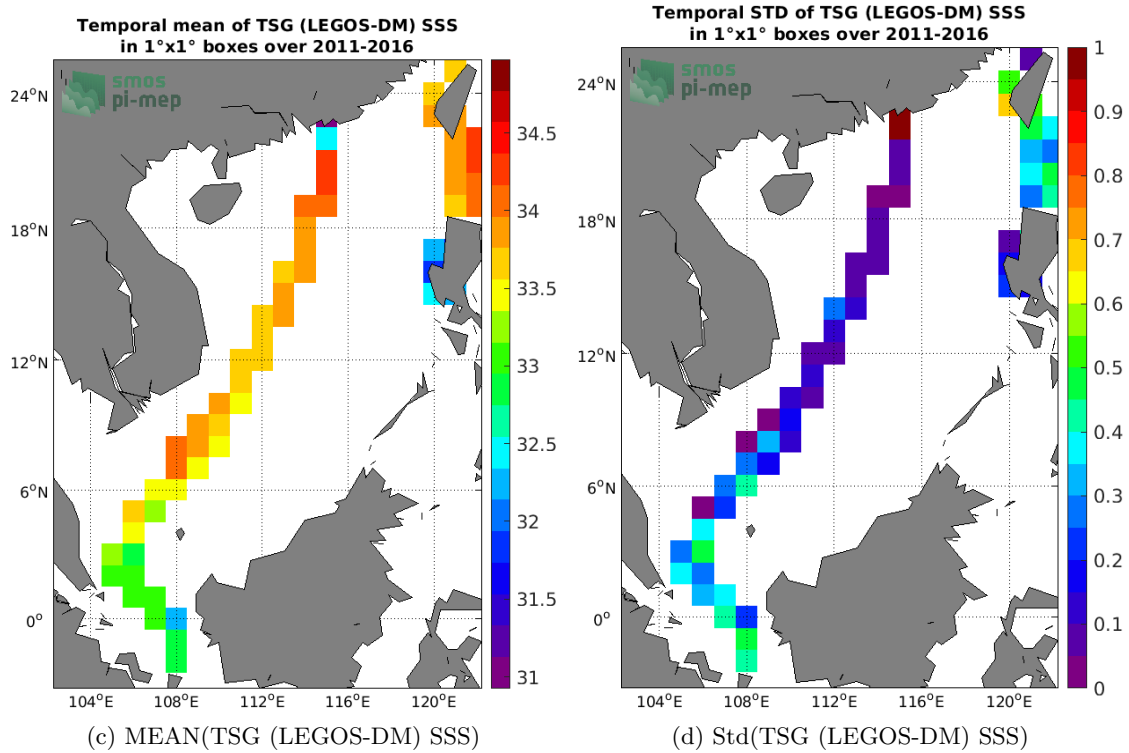 Temporal mean of TSG (LEGOS-DM) SSS
in 1°x1° boxes over 2011-2016
smos
pi-mep
24°N
18°N
12°N
6°N
0°
104°E
108°E
112°E
116°E
120°E
34.5
34
33.5
33
32.5
32
31.5
31
(c) MEAN(TSG (LEGOS-DM) SSS)
Temporal STD of TSG (LEGOS-DM) SSS
in 1°x1° boxes over 2011-2016
smos
pi-mep
24°N
18°N
12°N
6°N
0°
104°E
108°E
112°E
116°E
120°E
1
0.9
0.8
0.7
0.6
0.5
0.4
0.3
0.2
0.1
0
(d) Std(TSG (LEGOS-DM) SSS)